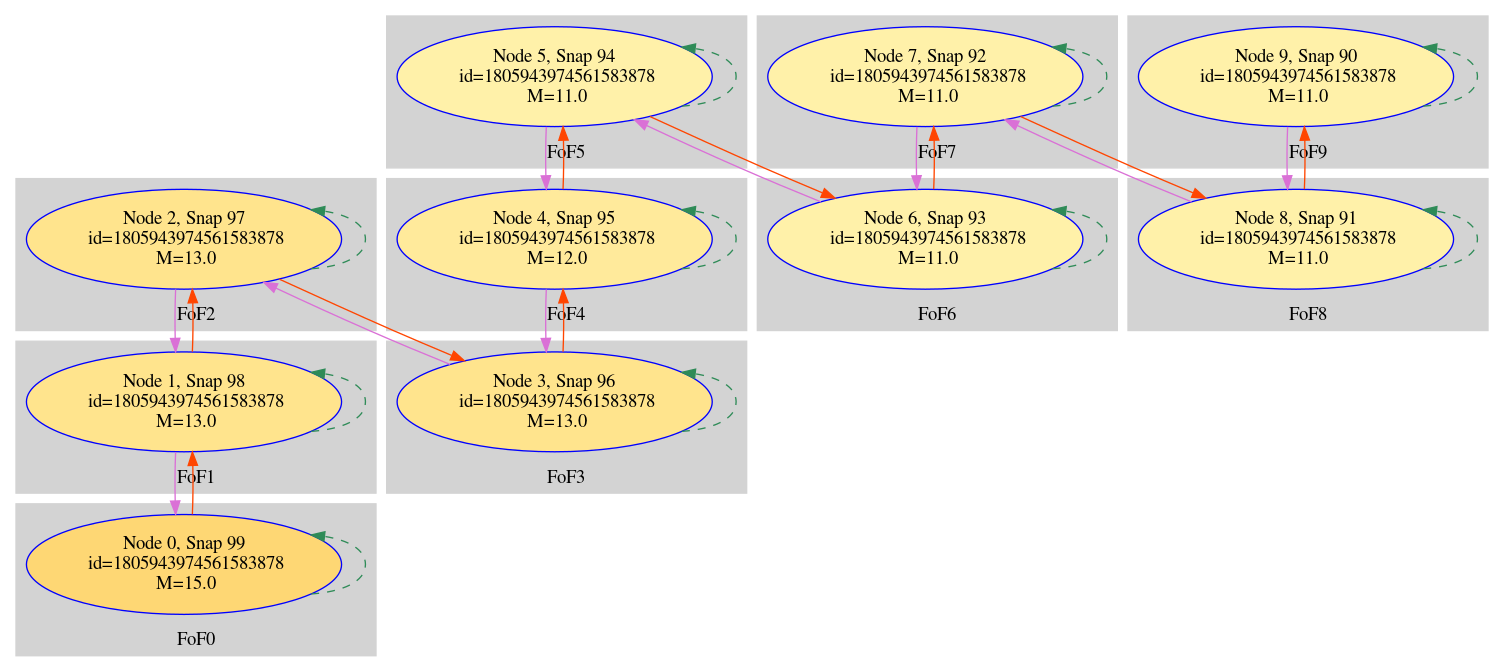 Node 5, Snap 94
id=1805943974561583878
M=11.0
FoF5
Node 7, Snap 92
id=1805943974561583878
M=11.0
FoF7
Node 9, Snap 90
id=1805943974561583878
M=11.0
FoF9
Node 2, Snap 97
id=1805943974561583878
M=13.0
FoF2
Node 4, Snap 95
id=1805943974561583878
M=12.0
FoF4
Node 6, Snap 93
id=1805943974561583878
M=11.0
FoF6
Node 8, Snap 91
id=1805943974561583878
M=11.0
FoF8
Node 1, Snap 98
id=1805943974561583878
M=13.0
FoF1
Node 3, Snap 96
id=1805943974561583878
M=13.0
FoF3
Node 0, Snap 99
id=1805943974561583878
M=15.0
FoF0